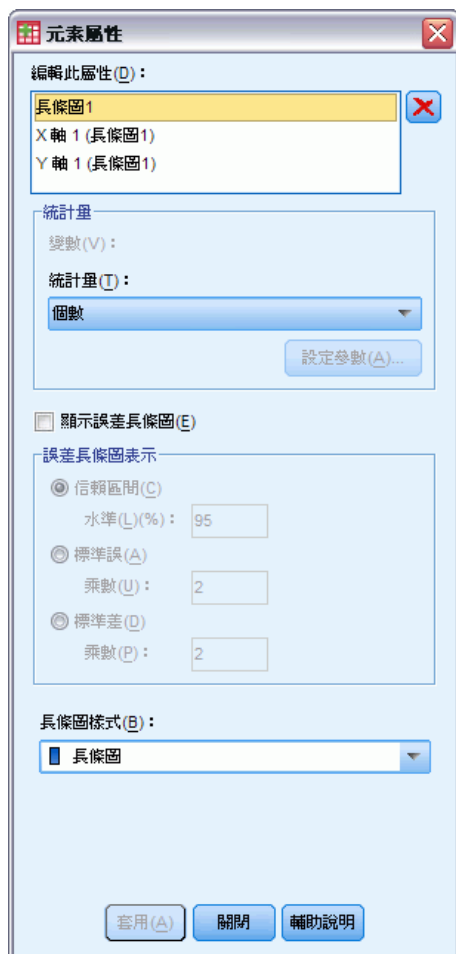 元素屬性
編輯此屬性(D)：
長條圖1
X 軸 1 (長條圖1)
Y 軸 1 (長條圖1)
統計量
變數(V)：
統計量(T)：
個數
設定參數(A)...
顯示誤差長條圖(E)
誤差長條圖表示
信賴區間(C)
水準(L)(%)： 95
標準誤(A)
乘數(U)： 2
標準差(D)
乘數(P)： 2
長條圖樣式(B)：
長條圖
套用(A) 關閉 輔助說明